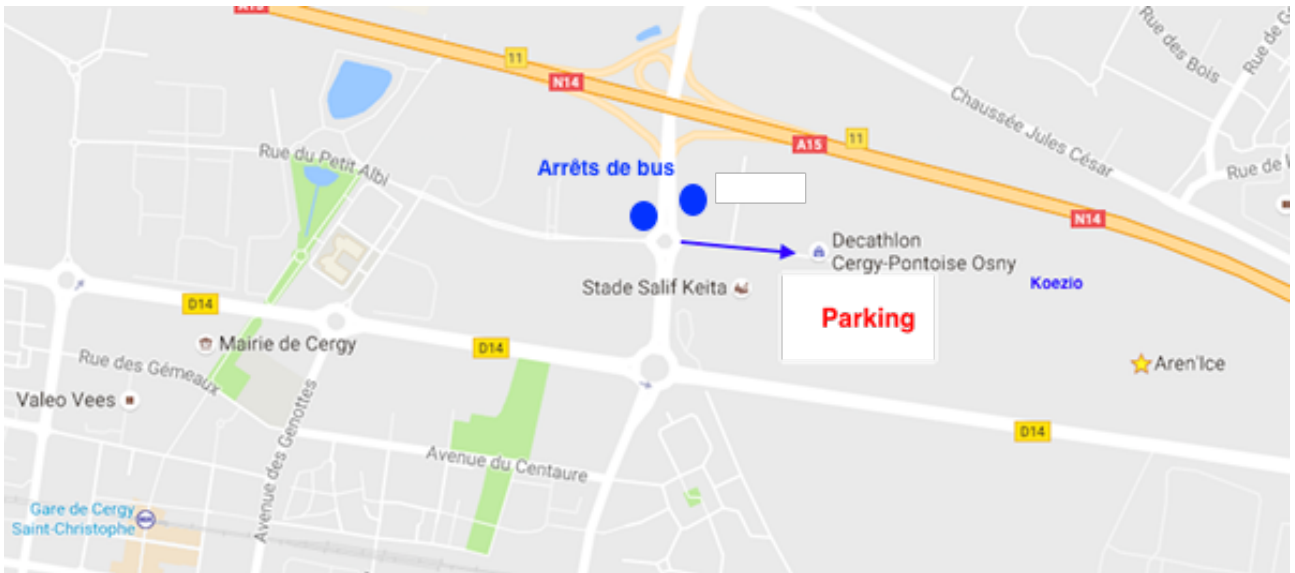 A15
11
N14
Rue des Bois
Rue de G
Chaussée Jules César
A15
11
Rue du Petit Albi
Arrêts de bus
Rue de
N14
Decathlon
Cergy-Pontoise Osny
Koezio
Stade Salif Keita
D14
Parking
Mairie de Cergy
D14
Rue des Gémeaux
Aren'Ice
Valeo Vees
D14
Avenue des Genottes
Avenue du Centaure
Gare de Cergy
Saint-Christophe